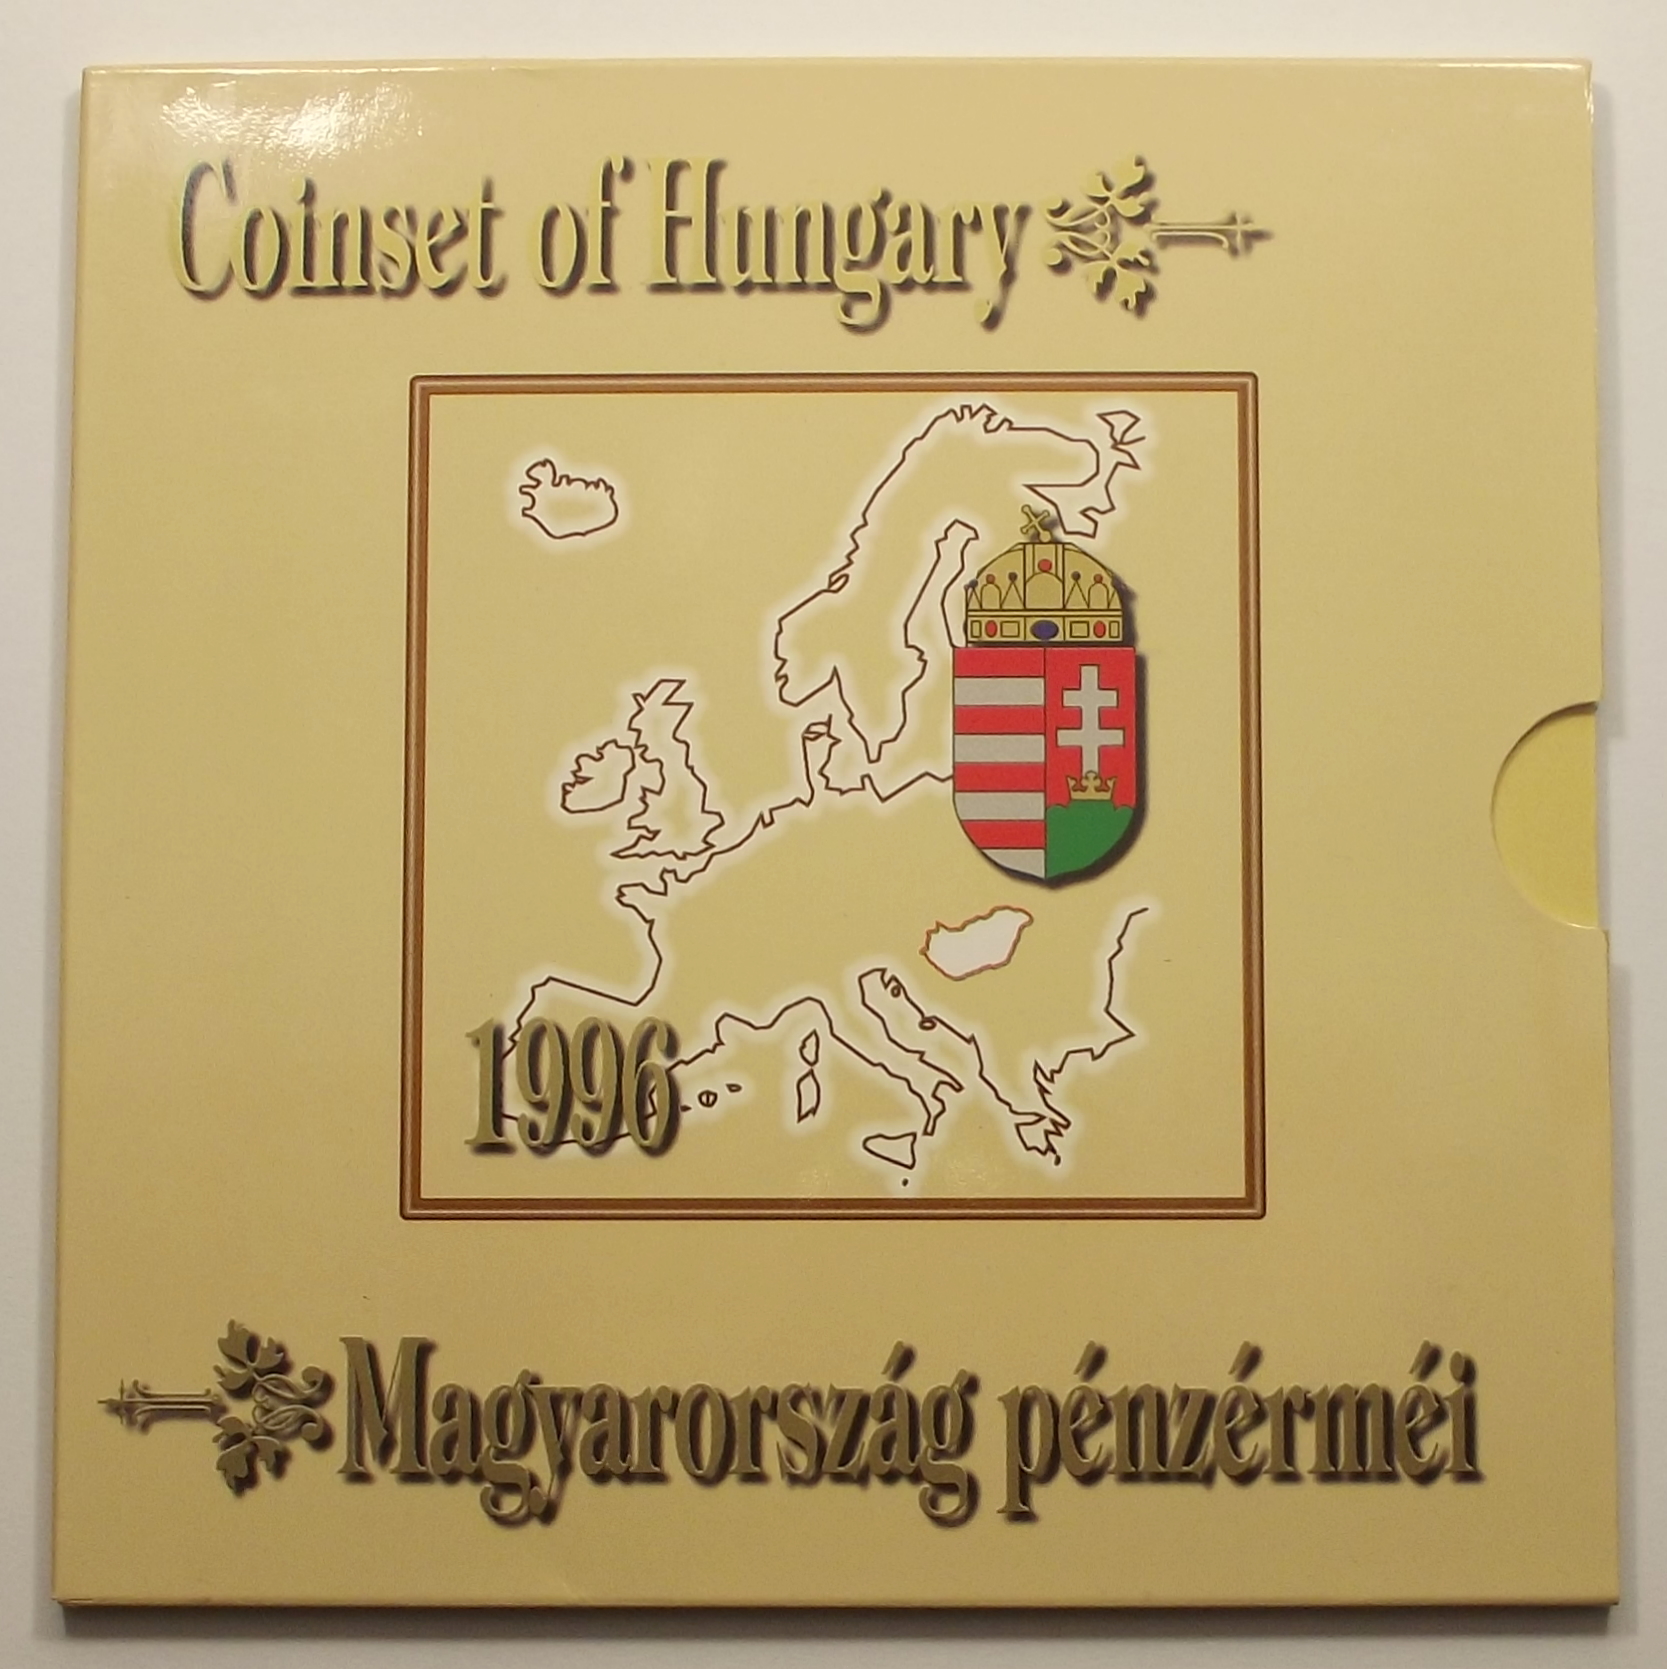 Coinset of Hungary
1996
Magyarország pénzérméi